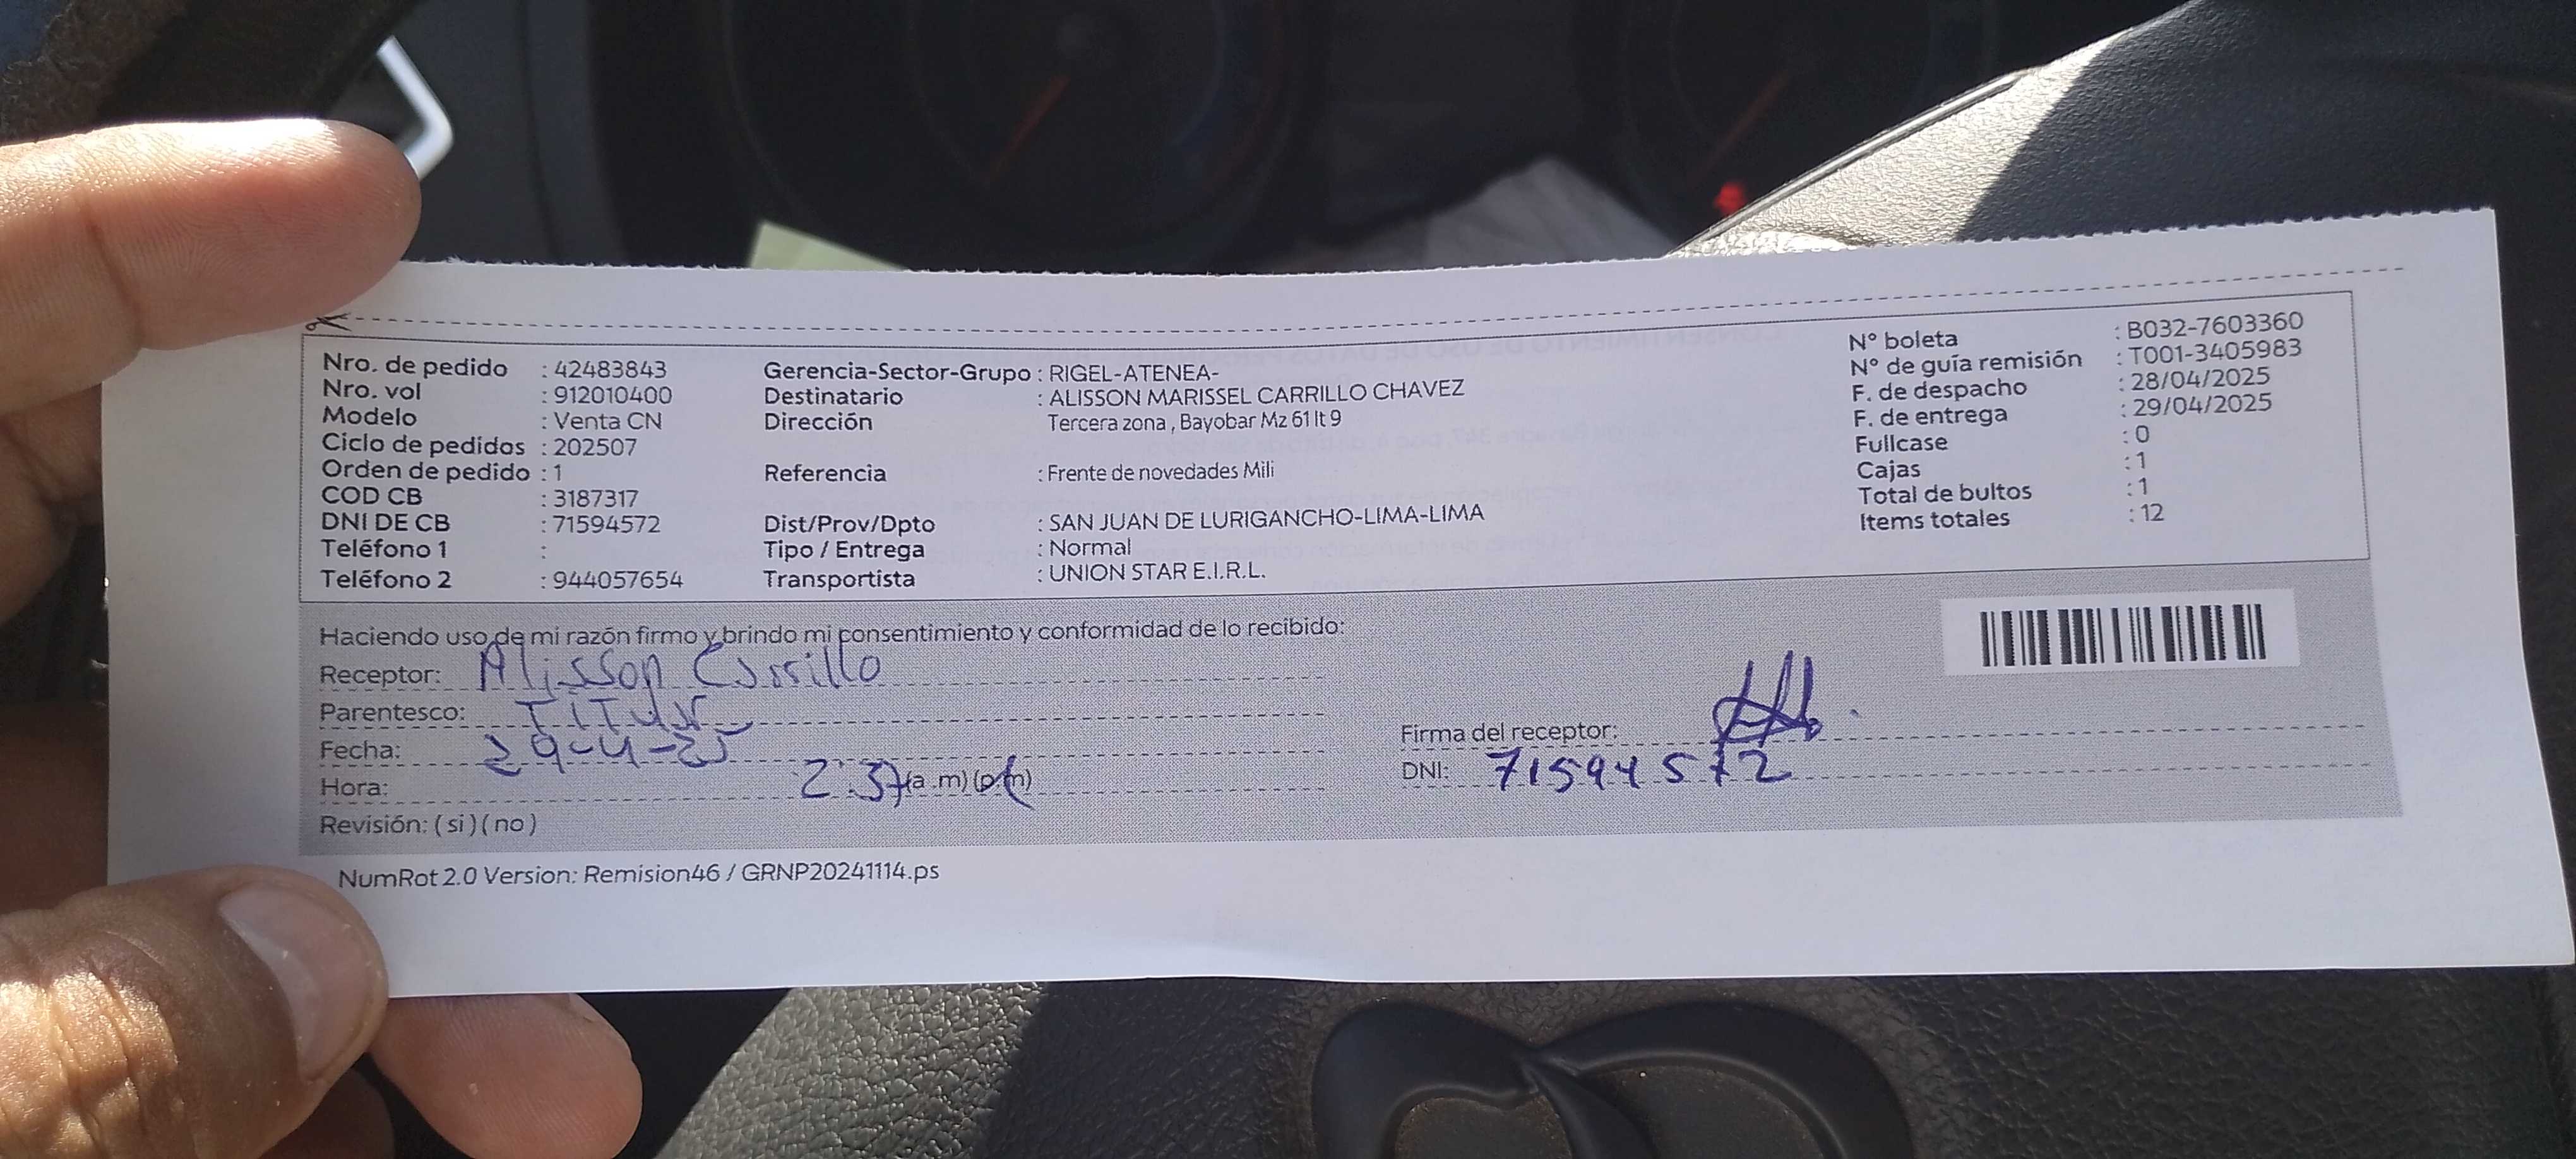 Nro. de pedido : 42483843
Nro. vol : 912010400
Modelo : Venta CN
Ciclo de pedidos : 202507
Orden de pedido : 1
COD CB : 3187317
DNI DE CB : 71594572
Teléfono 1 :
Teléfono 2 : 944057654
Gerencia-Sector-Grupo : RIGEL-ATENEA-
Destinatario : ALISSON MARISSEL CARRILLO CHAVEZ
Dirección Tercera zona , Bayobar Mz 61 lt 9
Referencia : Frente de novedades Mili
Dist/Prov/Dpto : SAN JUAN DE LURIGANCHO-LIMA-LIMA
Tipo / Entrega : Normal
Transportista : UNION STAR E.I.R.L.
N° boleta : B032-7603360
N° de guía remisión : T001-3405983
F. de despacho : 28/04/2025
F. de entrega : 29/04/2025
Fullcase : 0
Cajas : 1
Total de bultos : 1
Items totales : 12
Haciendo uso de mi razón firmo y brindo mi consentimiento y conformidad de lo recibido:
Receptor: Alisson Carrillo
Parentesco: Titular
Fecha: 29-4-25
Hora: 2:37 (a.m) (p.m)
Revisión: ( si ) ( no )
Firma del receptor:
DNI: 71594572
NumRot 2.0 Version: Remision46 / GRNP20241114.ps